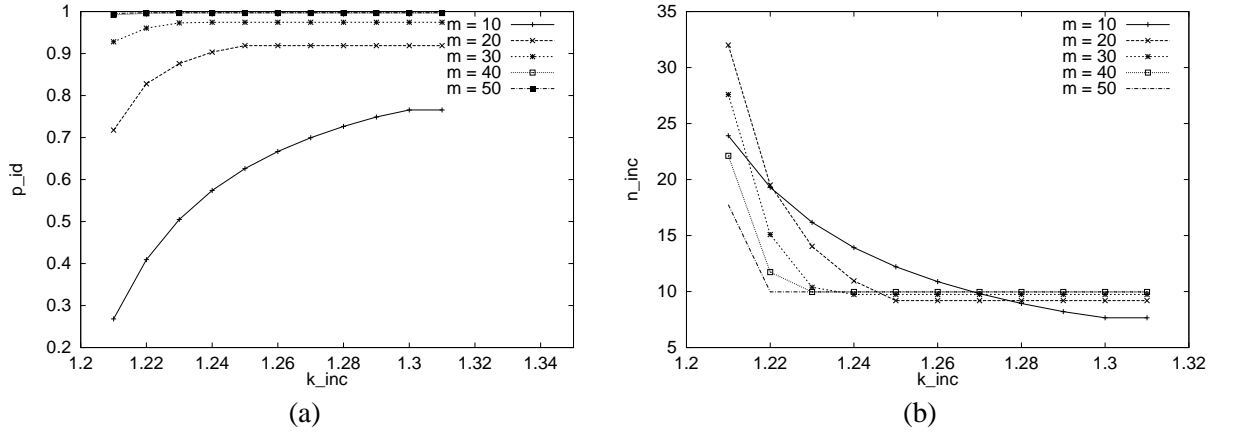 1
0.9
0.8
0.7
0.6
0.5
0.4
0.3
0.2
p_id
1.2 1.22 1.24 1.26 1.28 1.3 1.32 1.34
k_inc
m = 10
m = 20
m = 30
m = 40
m = 50
(a)
35
30
25
20
15
10
5
n_inc
1.2 1.22 1.24 1.26 1.28 1.3 1.32
k_inc
m = 10
m = 20
m = 30
m = 40
m = 50
(b)